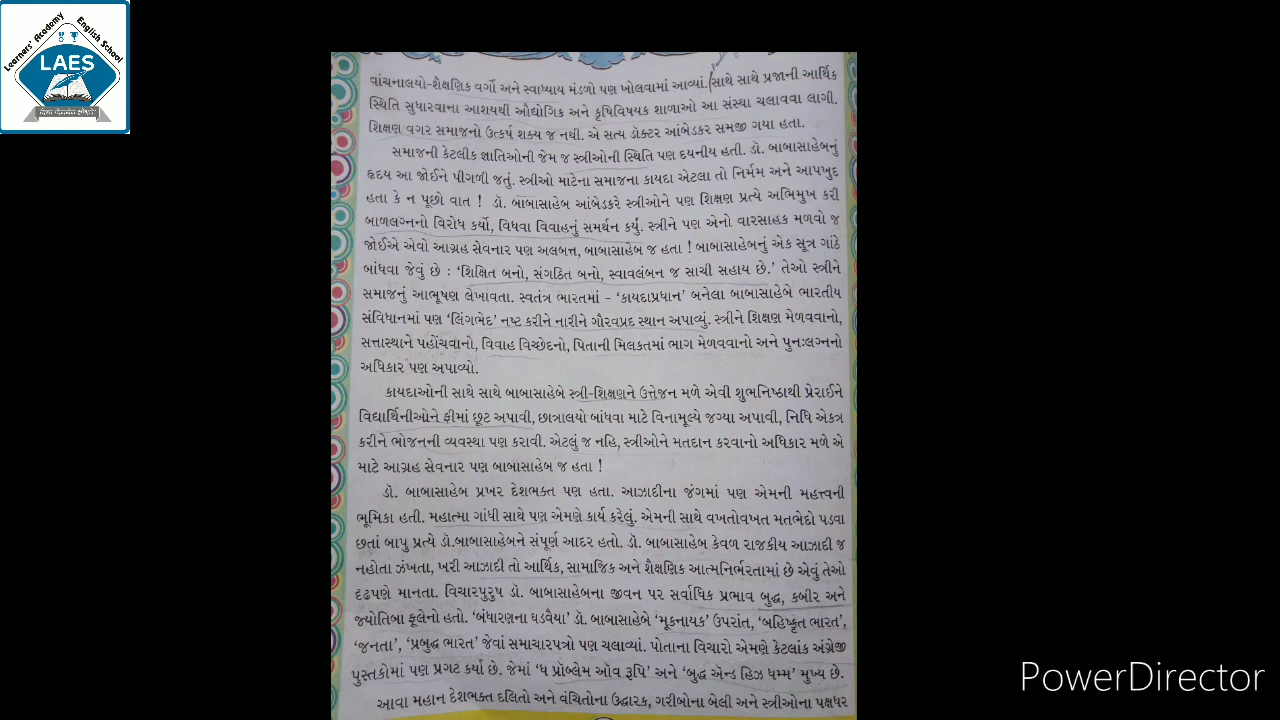 Learners' Academy English School
LAES
વાંચનાલયો-શૈક્ષણિક વર્ગો અને સ્વાધ્યાય મંડળો પણ ખોલવામાં આવ્યાં. સાથે સાથે પ્રજાની આર્થિક
સ્થિતિ સુધારવાના આશયથી ઔદ્યોગિક અને કૃષિવિષયક શાળાઓ આ સંસ્થા ચલાવવા લાગી.
શિક્ષણ વગર સમાજનો ઉત્કર્ષ શક્ય જ નથી. એ સત્ય ડૉક્ટર આંબેડકર સમજી ગયા હતા.
સમાજની કેટલીક જ્ઞાતિઓની જેમ જ સ્ત્રીઓની સ્થિતિ પણ દયનીય હતી. ડૉ. બાબાસાહેબનું
હૃદય આ જોઈને પીગળી જતું. સ્ત્રીઓ માટેના સમાજના કાયદા એટલા તો નિર્મમ અને આપખુદ
હતા કે ન પૂછો વાત ! ડૉ. બાબાસાહેબ આંબેડકરે સ્ત્રીઓને પણ શિક્ષણ પ્રત્યે અભિમુખ કરી
બાળલગ્નનો વિરોધ કર્યો, વિધવા વિવાહનું સમર્થન કર્યું. સ્ત્રીને પણ એનો વારસાહક મળવો જ
જોઈએ એવો આગ્રહ સેવનાર પણ અલબત્ત, બાબાસાહેબ જ હતા ! બાબાસાહેબનું એક સૂત્ર ગાંઠે
બાંધવા જેવું છે : ‘શિક્ષિત બનો, સંગઠિત બનો, સ્વાવલંબન જ સાચી સહાય છે.’ તેઓ સ્ત્રીને
સમાજનું આભૂષણ લેખાવતા. સ્વતંત્ર ભારતમાં - ‘કાયદાપ્રધાન’ બનેલા બાબાસાહેબે ભારતીય
સંવિધાનમાં પણ ‘લિંગભેદ’ નષ્ટ કરીને નારીને ગૌરવપ્રદ સ્થાન અપાવ્યું. સ્ત્રીને શિક્ષણ મેળવવાનો,
સત્તાસ્થાને પહોંચવાનો, વિવાહ વિચ્છેદનો, પિતાની મિલકતમાં ભાગ મેળવવાનો અને પુનઃલગ્નનો
અધિકાર પણ અપાવ્યો.
કાયદાઓની સાથે સાથે બાબાસાહેબે સ્ત્રી-શિક્ષણને ઉત્તેજન મળે એવી શુભનિષ્ઠાથી પ્રેરાઈને
વિદ્યાર્થિનીઓને ફીમાં છૂટ અપાવી, છાત્રાલયો બાંધવા માટે વિનામૂલ્યે જગ્યા અપાવી, નિધિ એકત્ર
કરીને ભોજનની વ્યવસ્થા પણ કરાવી. એટલું જ નહિ, સ્ત્રીઓને મતદાન કરવાનો અધિકાર મળે એ
માટે આગ્રહ સેવનાર પણ બાબાસાહેબ જ હતા !
ડૉ. બાબાસાહેબ પ્રખર દેશભક્ત પણ હતા. આઝાદીના જંગમાં પણ એમની મહત્ત્વની
ભૂમિકા હતી. મહાત્મા ગાંધી સાથે પણ એમણે કાર્ય કરેલું. એમની સાથે વખતોવખત મતભેદો પડવા
છતાં બાપુ પ્રત્યે ડૉ.બાબાસાહેબને સંપૂર્ણ આદર હતો. ડૉ. બાબાસાહેબ કેવળ રાજકીય આઝાદી જ
નહોતા ઝંખતા, ખરી આઝાદી તો આર્થિક, સામાજિક અને શૈક્ષણિક આત્મનિર્ભરતામાં છે એવું તેઓ
દૃઢપણે માનતા. વિચારપુરુષ ડૉ. બાબાસાહેબના જીવન પર સર્વાધિક પ્રભાવ બુદ્ધ, કબીર અને
જ્યોતિબા ફૂલેનો હતો. ‘બંધારણના ઘડવૈયા’ ડૉ. બાબાસાહેબે ‘મૂકનાયક’ ઉપરાંત, ‘બહિષ્કૃત ભારત’,
‘જનતા’, ‘પ્રબુદ્ધ ભારત’ જેવાં સમાચારપત્રો પણ ચલાવ્યાં. પોતાના વિચારો એમણે કેટલાંક અંગ્રેજી
પુસ્તકોમાં પણ પ્રગટ કર્યા છે. જેમાં ‘ધ પ્રૉબ્લેમ ઑવ રૂપિ’ અને ‘બુદ્ધ ઍન્ડ હિઝ ધમ્મ’ મુખ્ય છે.
આવા મહાન દેશભક્ત દલિતો અને વંચિતોના ઉદ્ધારક, ગરીબોના બેલી અને સ્ત્રીઓના પક્ષધર
PowerDirector